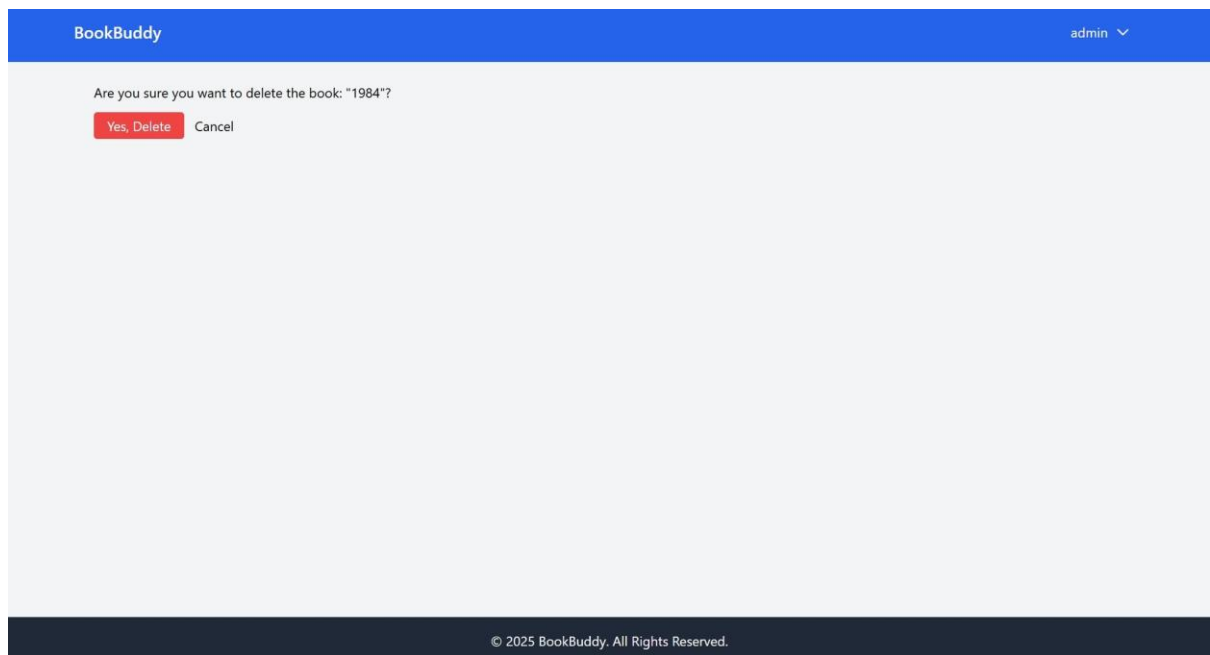 BookBuddy admin
Are you sure you want to delete the book: "1984"?
Yes, Delete Cancel
© 2025 BookBuddy. All Rights Reserved.